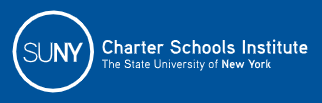 SUNY
Charter Schools Institute
The State University of New York